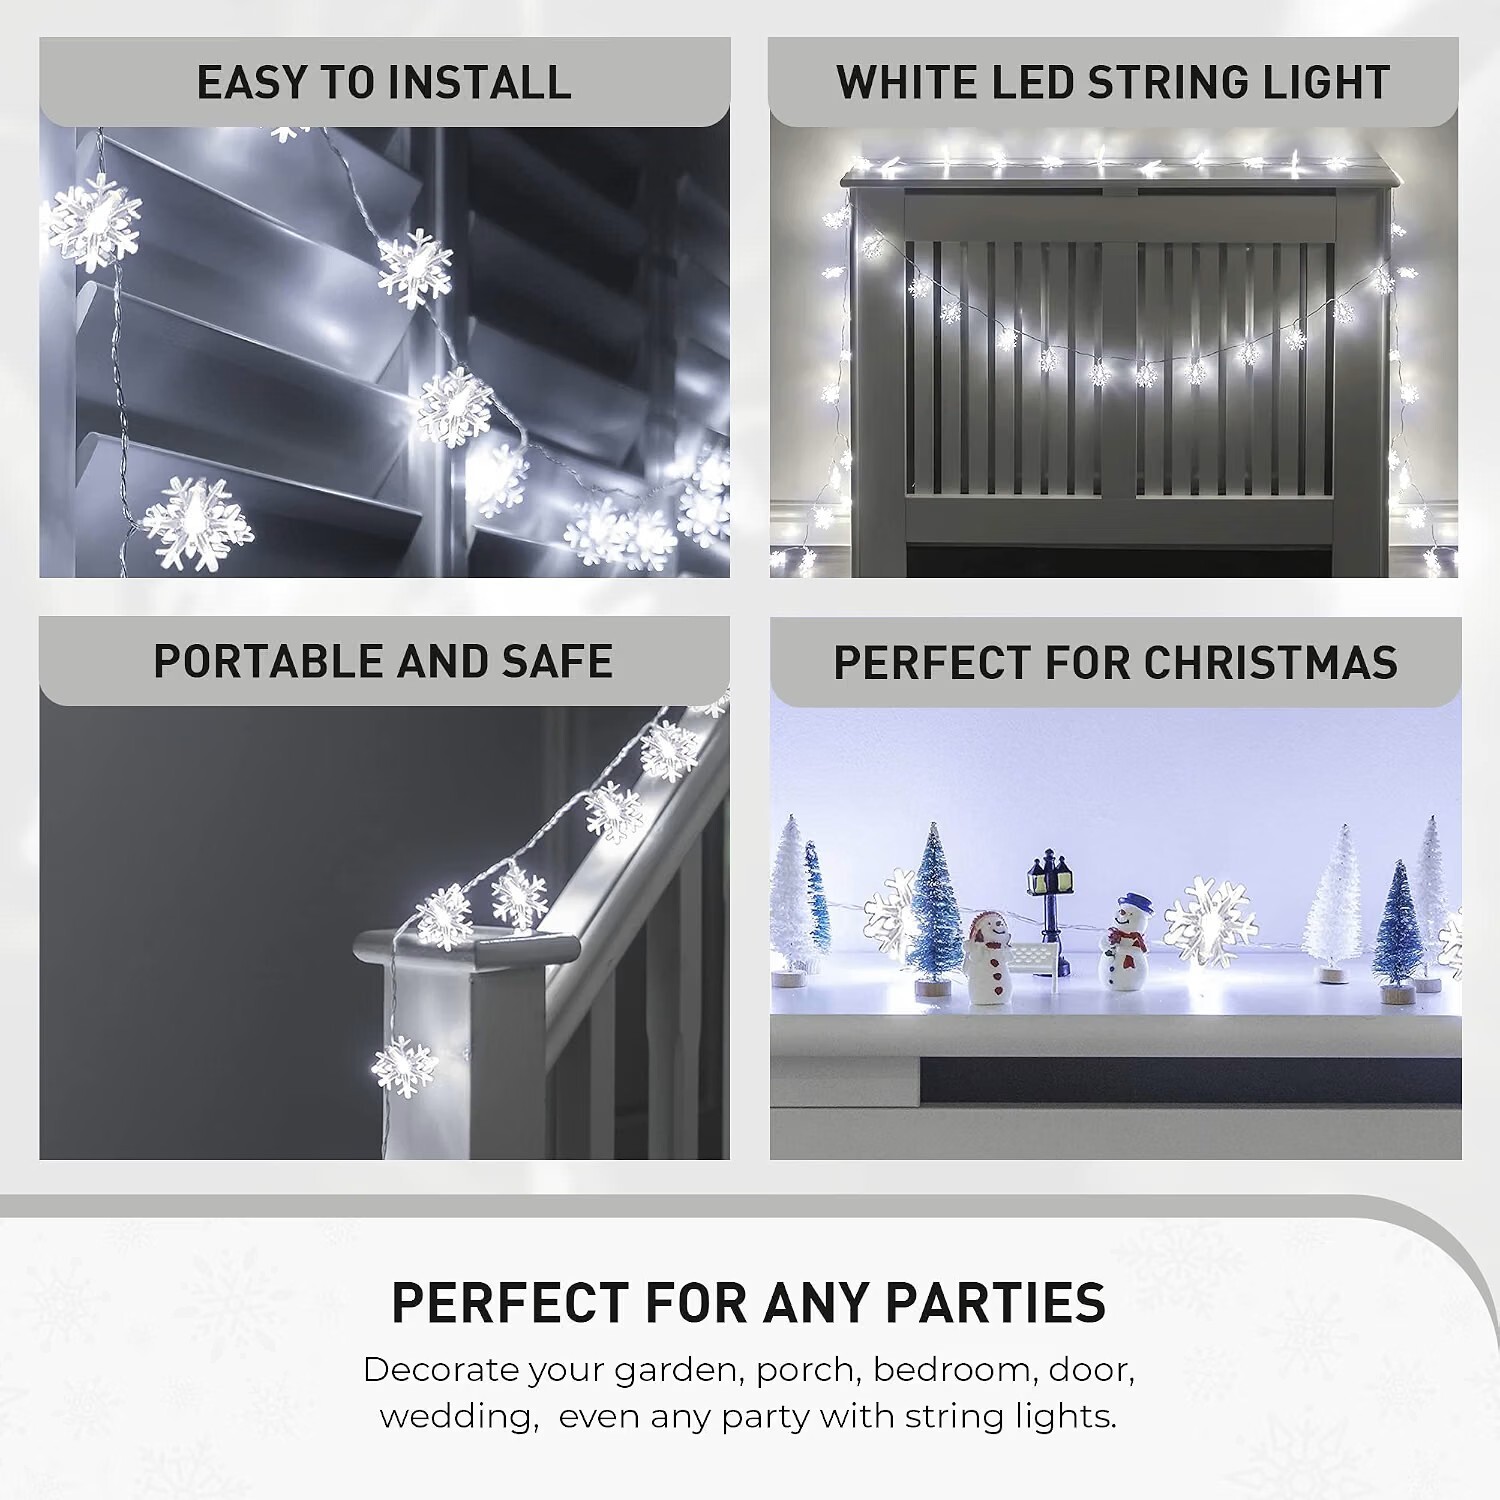 EASY TO INSTALL
WHITE LED STRING LIGHT
PORTABLE AND SAFE
PERFECT FOR CHRISTMAS
PERFECT FOR ANY PARTIES
Decorate your garden, porch, bedroom, door,
wedding,  even any party with string lights.